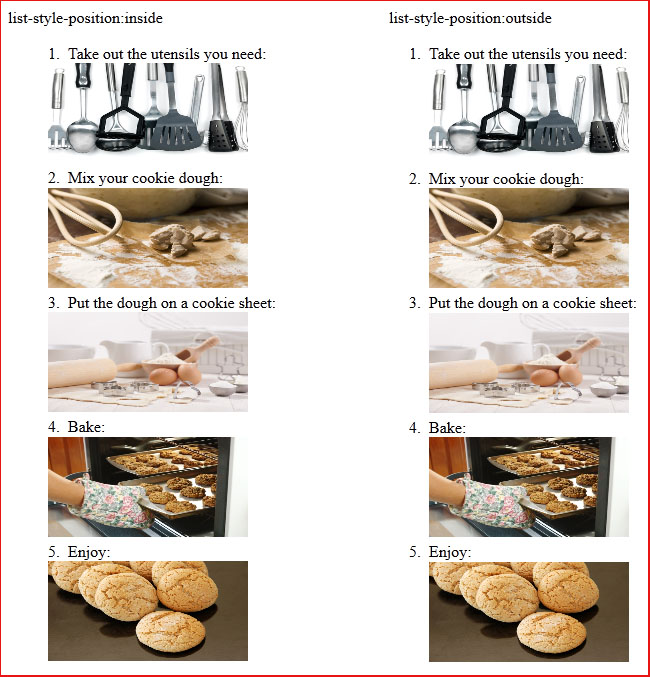 list-style-position:inside
1. Take out the utensils you need:
2. Mix your cookie dough:
3. Put the dough on a cookie sheet:
4. Bake:
5. Enjoy:
list-style-position:outside
1. Take out the utensils you need:
2. Mix your cookie dough:
3. Put the dough on a cookie sheet:
4. Bake:
5. Enjoy: